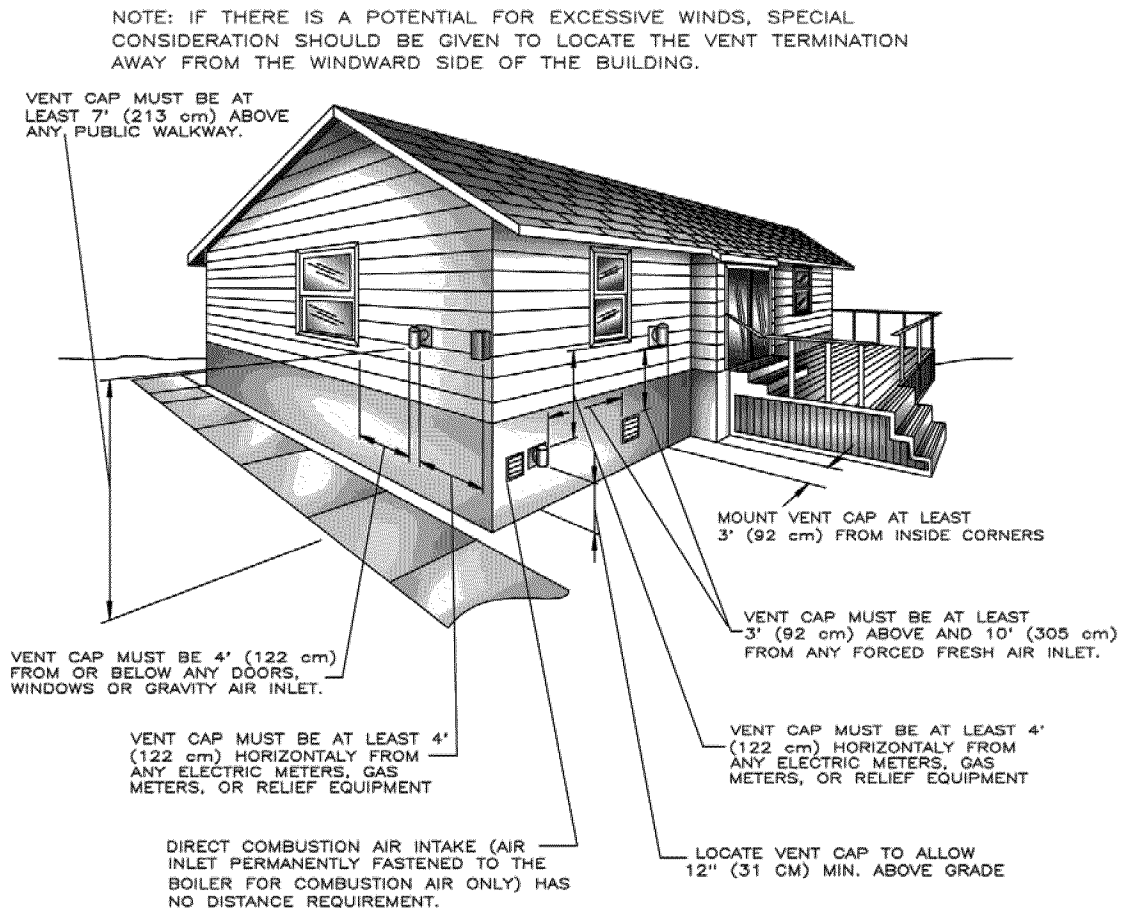 NOTE: IF THERE IS A POTENTIAL FOR EXCESSIVE WINDS, SPECIAL
CONSIDERATION SHOULD BE GIVEN TO LOCATE THE VENT TERMINATION
AWAY FROM THE WINDWARD SIDE OF THE BUILDING.
VENT CAP MUST BE AT
LEAST 7' (213 cm) ABOVE
ANY PUBLIC WALKWAY.
MOUNT VENT CAP AT LEAST
3' (92 cm) FROM INSIDE CORNERS
VENT CAP MUST BE AT LEAST
3' (92 cm) ABOVE AND 10' (305 cm)
FROM ANY FORCED FRESH AIR INLET.
VENT CAP MUST BE 4' (122 cm)
FROM OR BELOW ANY DOORS,
WINDOWS OR GRAVITY AIR INLET.
VENT CAP MUST BE AT LEAST 4'
(122 cm) HORIZONTALY FROM
ANY ELECTRIC METERS, GAS
METERS, OR RELIEF EQUIPMENT
VENT CAP MUST BE AT LEAST 4'
(122 cm) HORIZONTALY FROM
ANY ELECTRIC METERS, GAS
METERS, OR RELIEF EQUIPMENT
DIRECT COMBUSTION AIR INTAKE (AIR
INLET PERMANENTLY FASTENED TO THE
BOILER FOR COMBUSTION AIR ONLY) HAS
NO DISTANCE REQUIREMENT.
LOCATE VENT CAP TO ALLOW
12" (31 CM) MIN. ABOVE GRADE